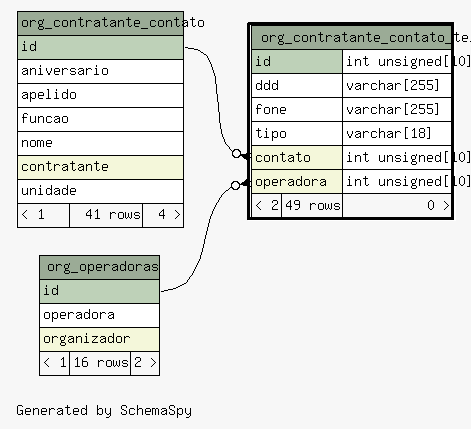 org_contratante_contato
id
aniversario
apelido
funcao
nome
contratante
unidade
< 1 41 rows 4 >
org_contratante_contato_te
id int unsigned[10]
ddd varchar[255]
fone varchar[255]
tipo varchar[18]
contato int unsigned[10]
operadora int unsigned[10]
< 2 49 rows 0 >
org_operadoras
id
operadora
organizador
< 1 16 rows 2 >
Generated by SchemaSpy